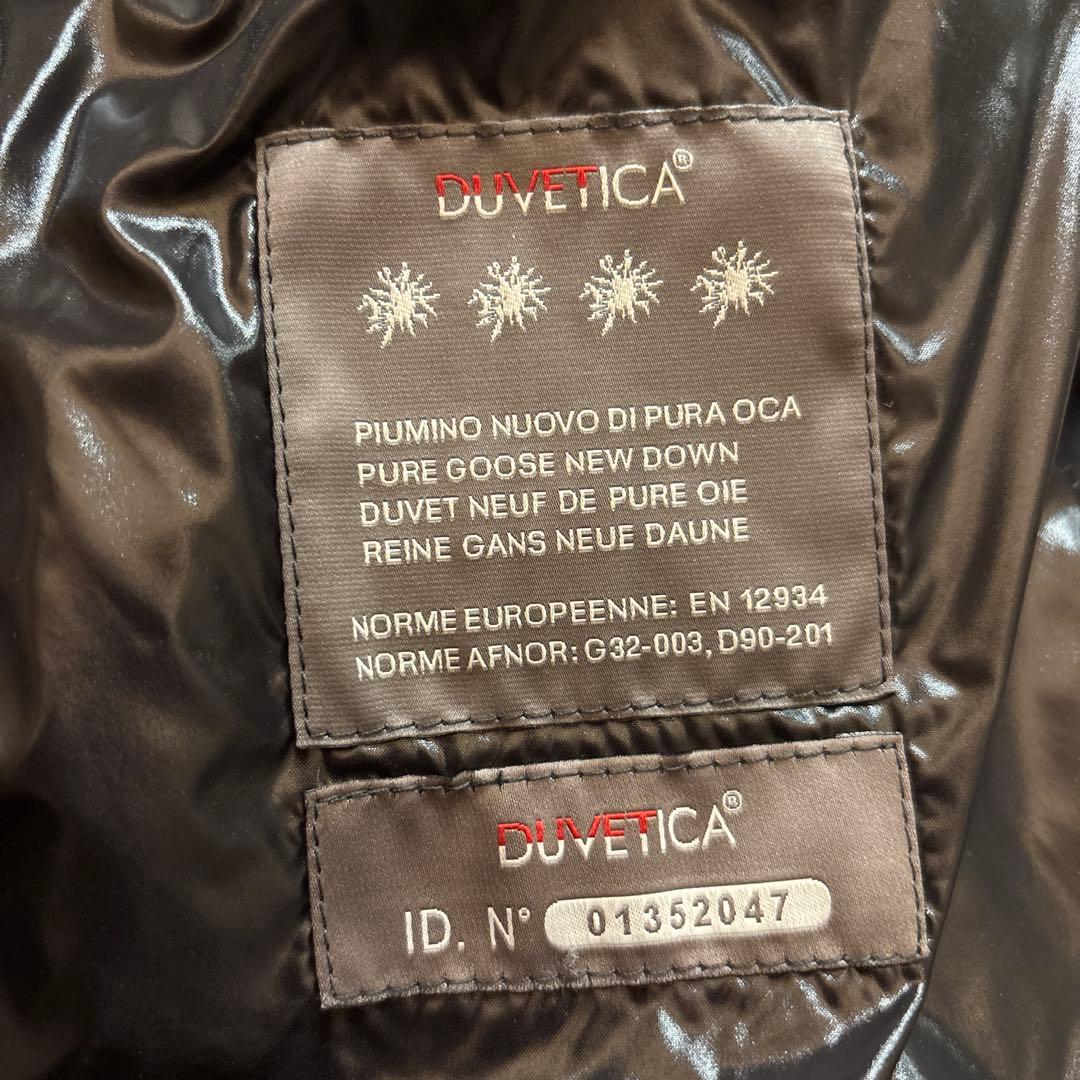 DUVETICA®
PIUMINO NUOVO DI PURA OCA
PURE GOOSE NEW DOWN
DUVET NEUF DE PURE OIE
REINE GANS NEUE DAUNE
NORME EUROPEENNE: EN 12934
NORME AFNOR: G32-003, D90-201
DUVETICA®
ID. N° 01352047